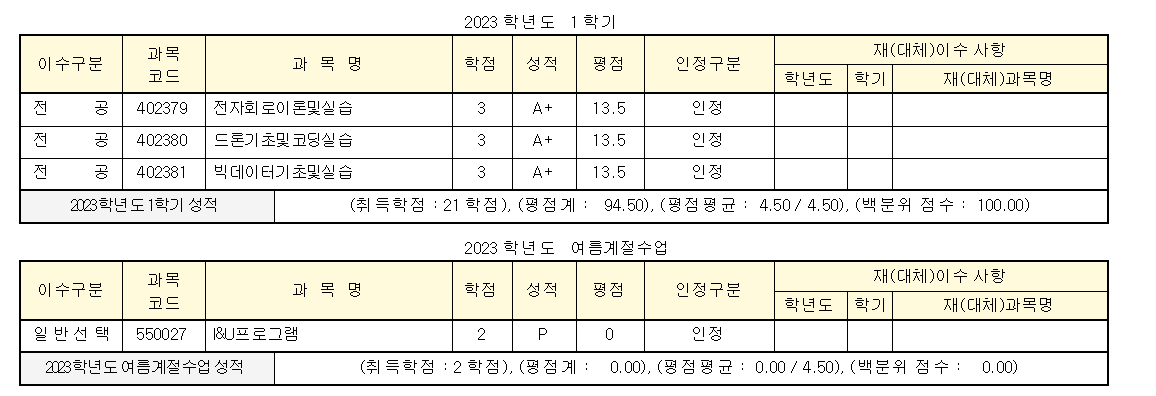 2023 학년도 1 학기
이수구분 과목 코드 과 목 명 학점 성적 평점 인정구분 재(대체)이수 사항
학년도 학기 재(대체)과목명
전 공 402379 전자회로이론및실습 3 A+ 13.5 인정
전 공 402380 드론기초및코딩실습 3 A+ 13.5 인정
전 공 402381 빅데이터기초및실습 3 A+ 13.5 인정
2023학년도1학기 성적 (취득학점 : 21 학점), (평점계 : 94.50), (평점평균 : 4.50 / 4.50), (백분위 점수 : 100.00)
2023 학년도 여름계절수업
이수구분 과목 코드 과 목 명 학점 성적 평점 인정구분 재(대체)이수 사항
학년도 학기 재(대체)과목명
일반선택 550027 I&U프로그램 2 P 0 인정
2023학년도 여름계절수업 성적 (취득학점 : 2 학점), (평점계 : 0.00), (평점평균 : 0.00 / 4.50), (백분위 점수 : 0.00)